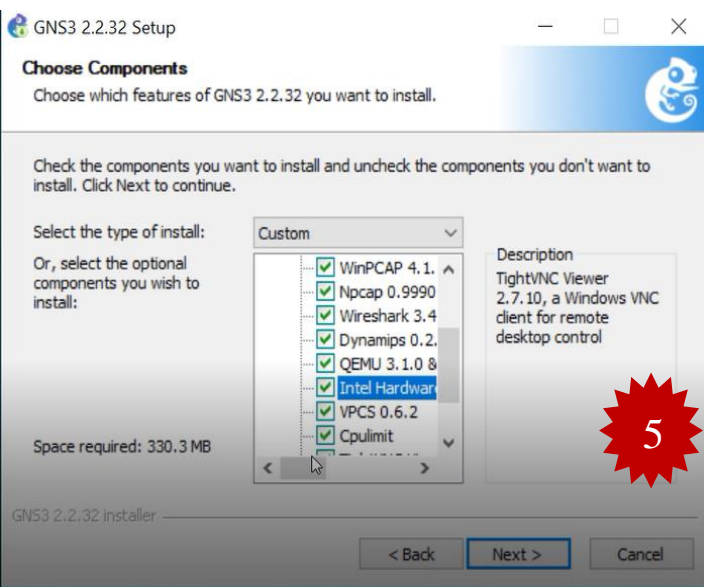 GNS3 2.2.32 Setup
Choose Components
Choose which features of GNS3 2.2.32 you want to install.
Check the components you want to install and uncheck the components you don't want to
install. Click Next to continue.
Select the type of install:
Custom
Or, select the optional
components you wish to
install:
WinPCAP 4.1.
Npcap 0.9990
Wireshark 3.4
Dynamips 0.2.
QEMU 3.1.0 &
Intel Hardwar
VPCS 0.6.2
Cpulimit
Description
TightVNC Viewer
2.7.10, a Windows VNC
client for remote
desktop control
5
Space required: 330.3 MB
GNS3 2.2.32 installer
< Back
Next >
Cancel